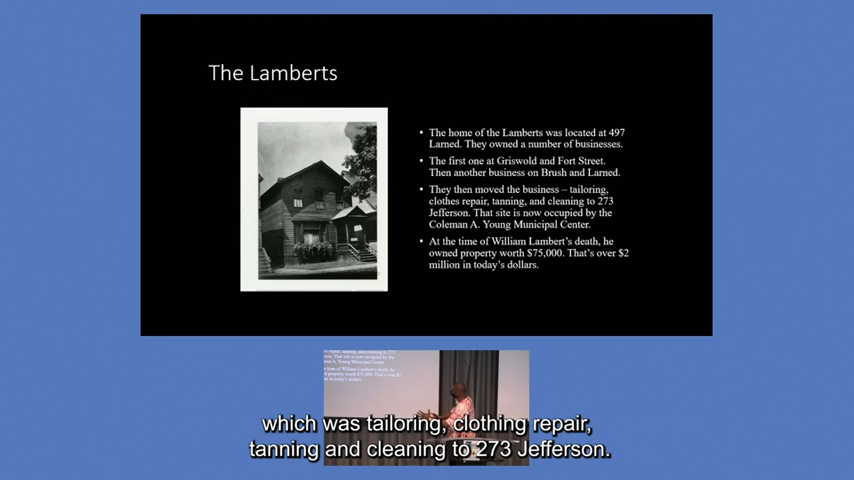 The Lamberts
• The home of the Lamberts was located at 497
Larned. They owned a number of businesses.
• The first one at Griswold and Fort Street.
Then another business on Brush and Larned.
• They then moved the business – tailoring,
clothes repair, tanning, and cleaning to 273
Jefferson. That site is now occupied by the
Coleman A. Young Municipal Center.
• At the time of William Lambert's death, he
owned property worth $75,000. That's over $2
million in today's dollars.
which was tailoring, clothing repair,
tanning and cleaning to 273 Jefferson.